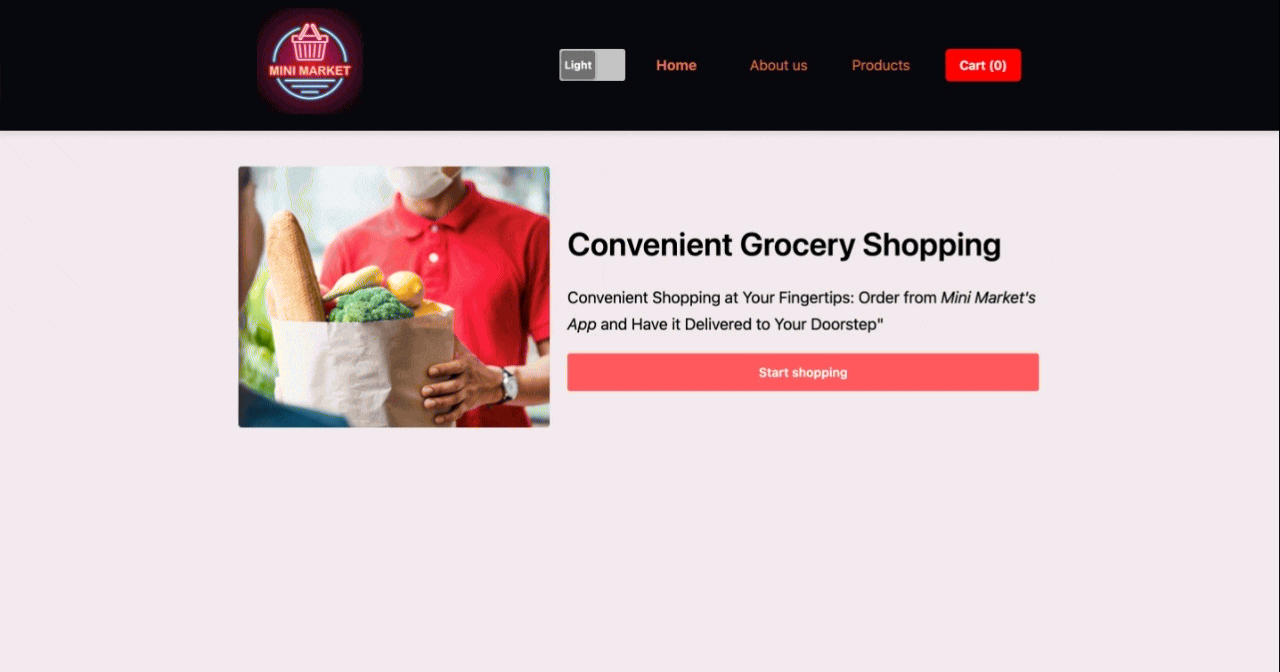 MINI MARKET
Light
Home
About us
Products
Cart (0)
Convenient Grocery Shopping
Convenient Shopping at Your Fingertips: Order from Mini Market's
App and Have it Delivered to Your Doorstep"
Start shopping